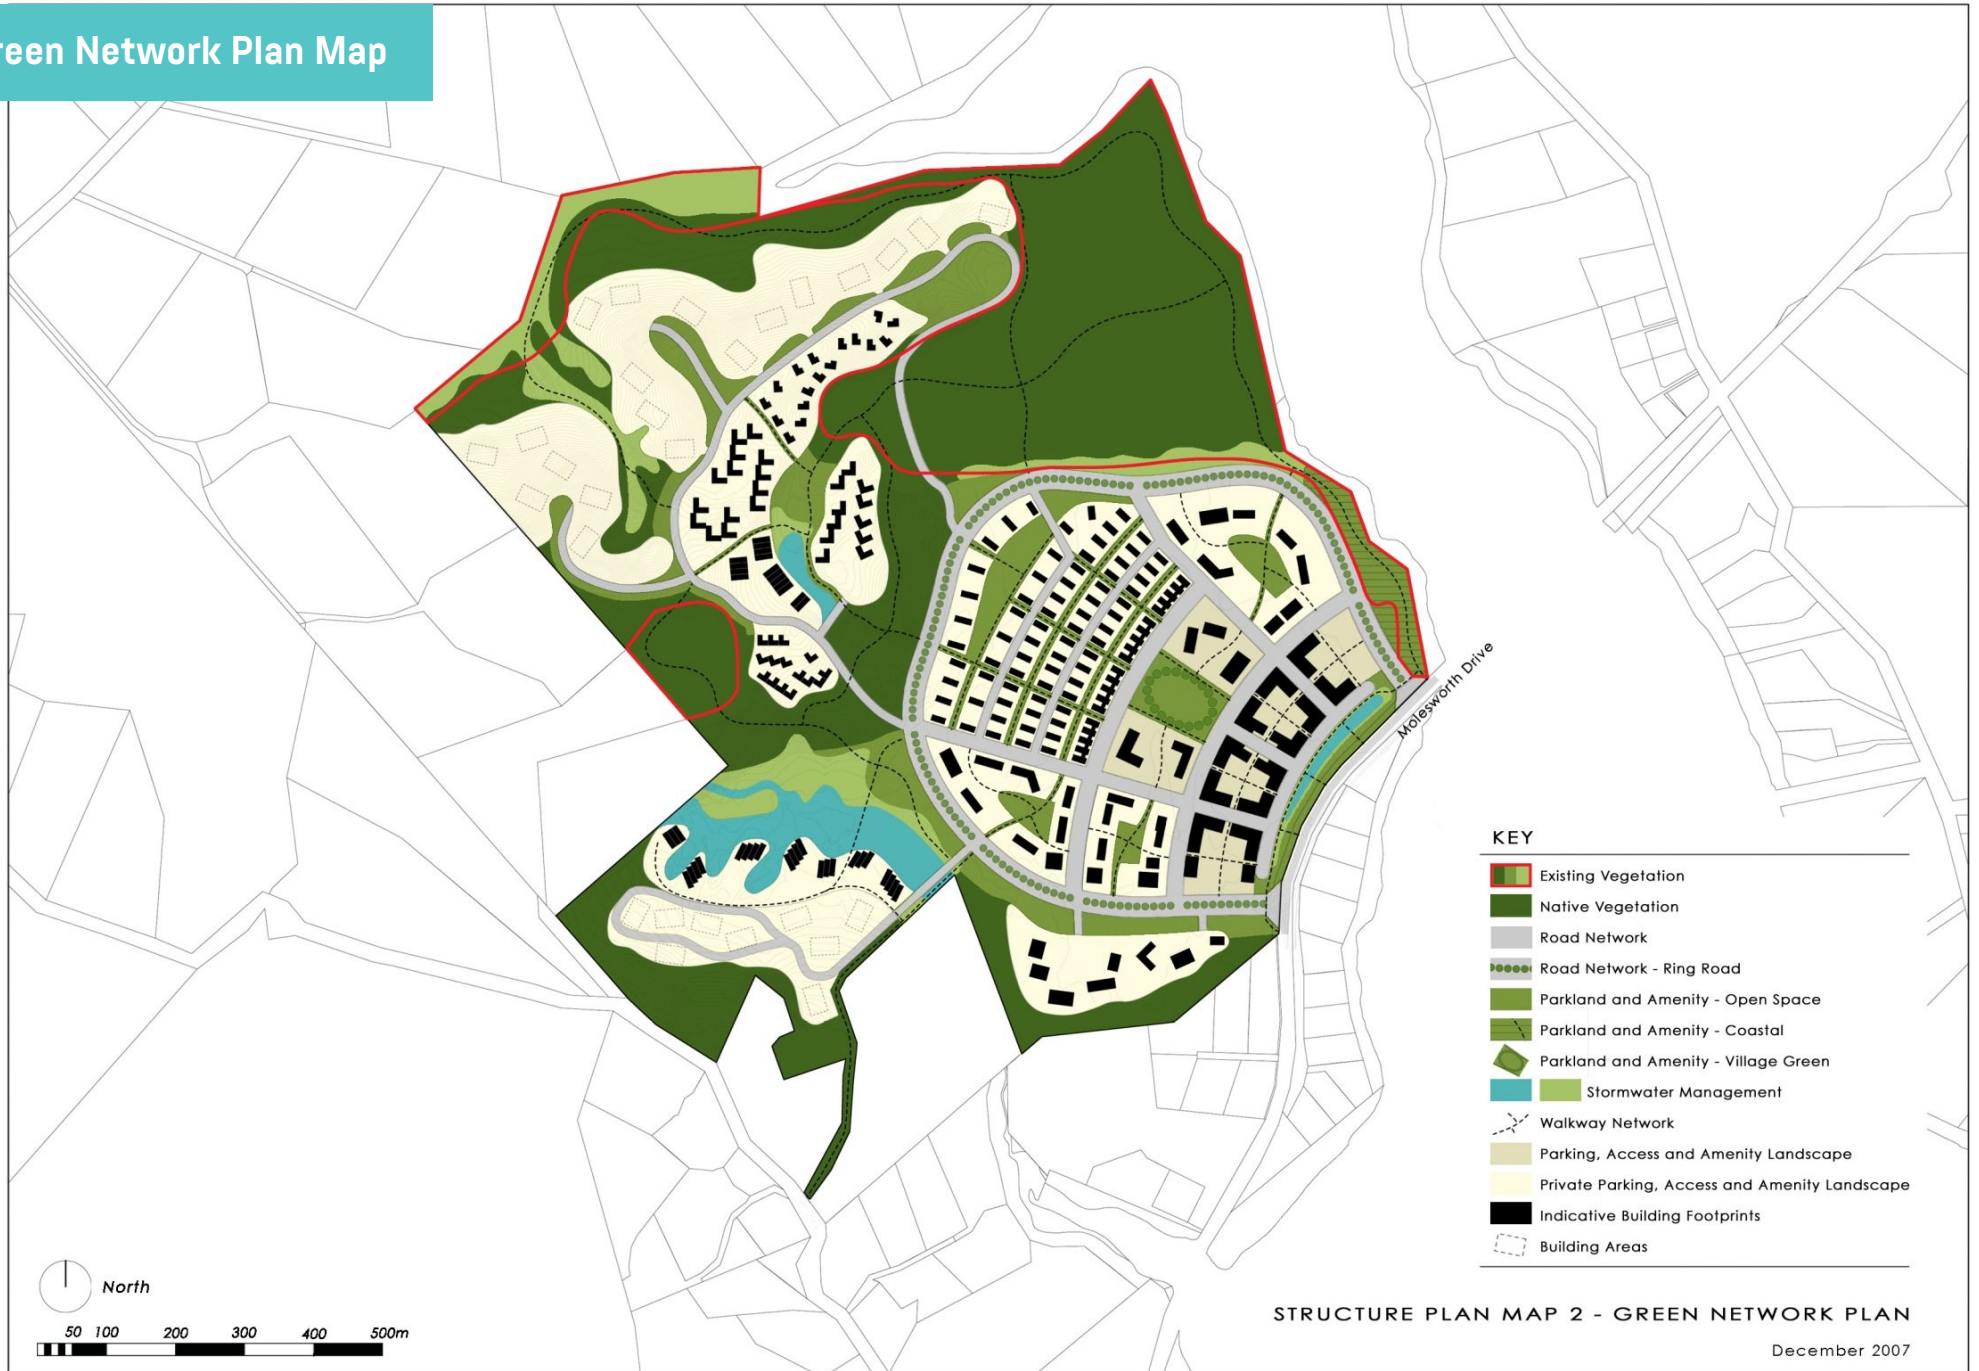 reen Network Plan Map
Molesworth Drive
KEY
Existing Vegetation
Native Vegetation
Road Network
Road Network - Ring Road
Parkland and Amenity - Open Space
Parkland and Amenity - Coastal
Parkland and Amenity - Village Green
Stormwater Management
Walkway Network
Parking, Access and Amenity Landscape
Private Parking, Access and Amenity Landscape
Indicative Building Footprints
Building Areas
North
50 100 200 300 400 500m
STRUCTURE PLAN MAP 2 - GREEN NETWORK PLAN
December 2007